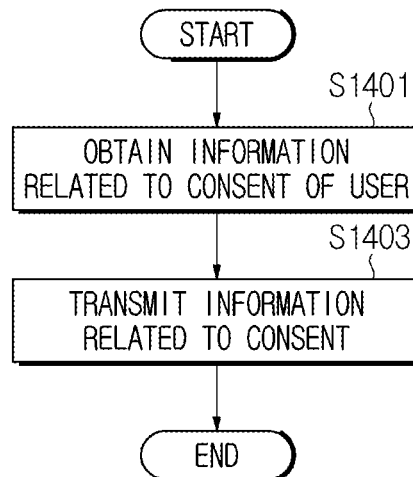 START
S1401
OBTAIN INFORMATION
RELATED TO CONSENT OF USER
S1403
TRANSMIT INFORMATION
RELATED TO CONSENT
END